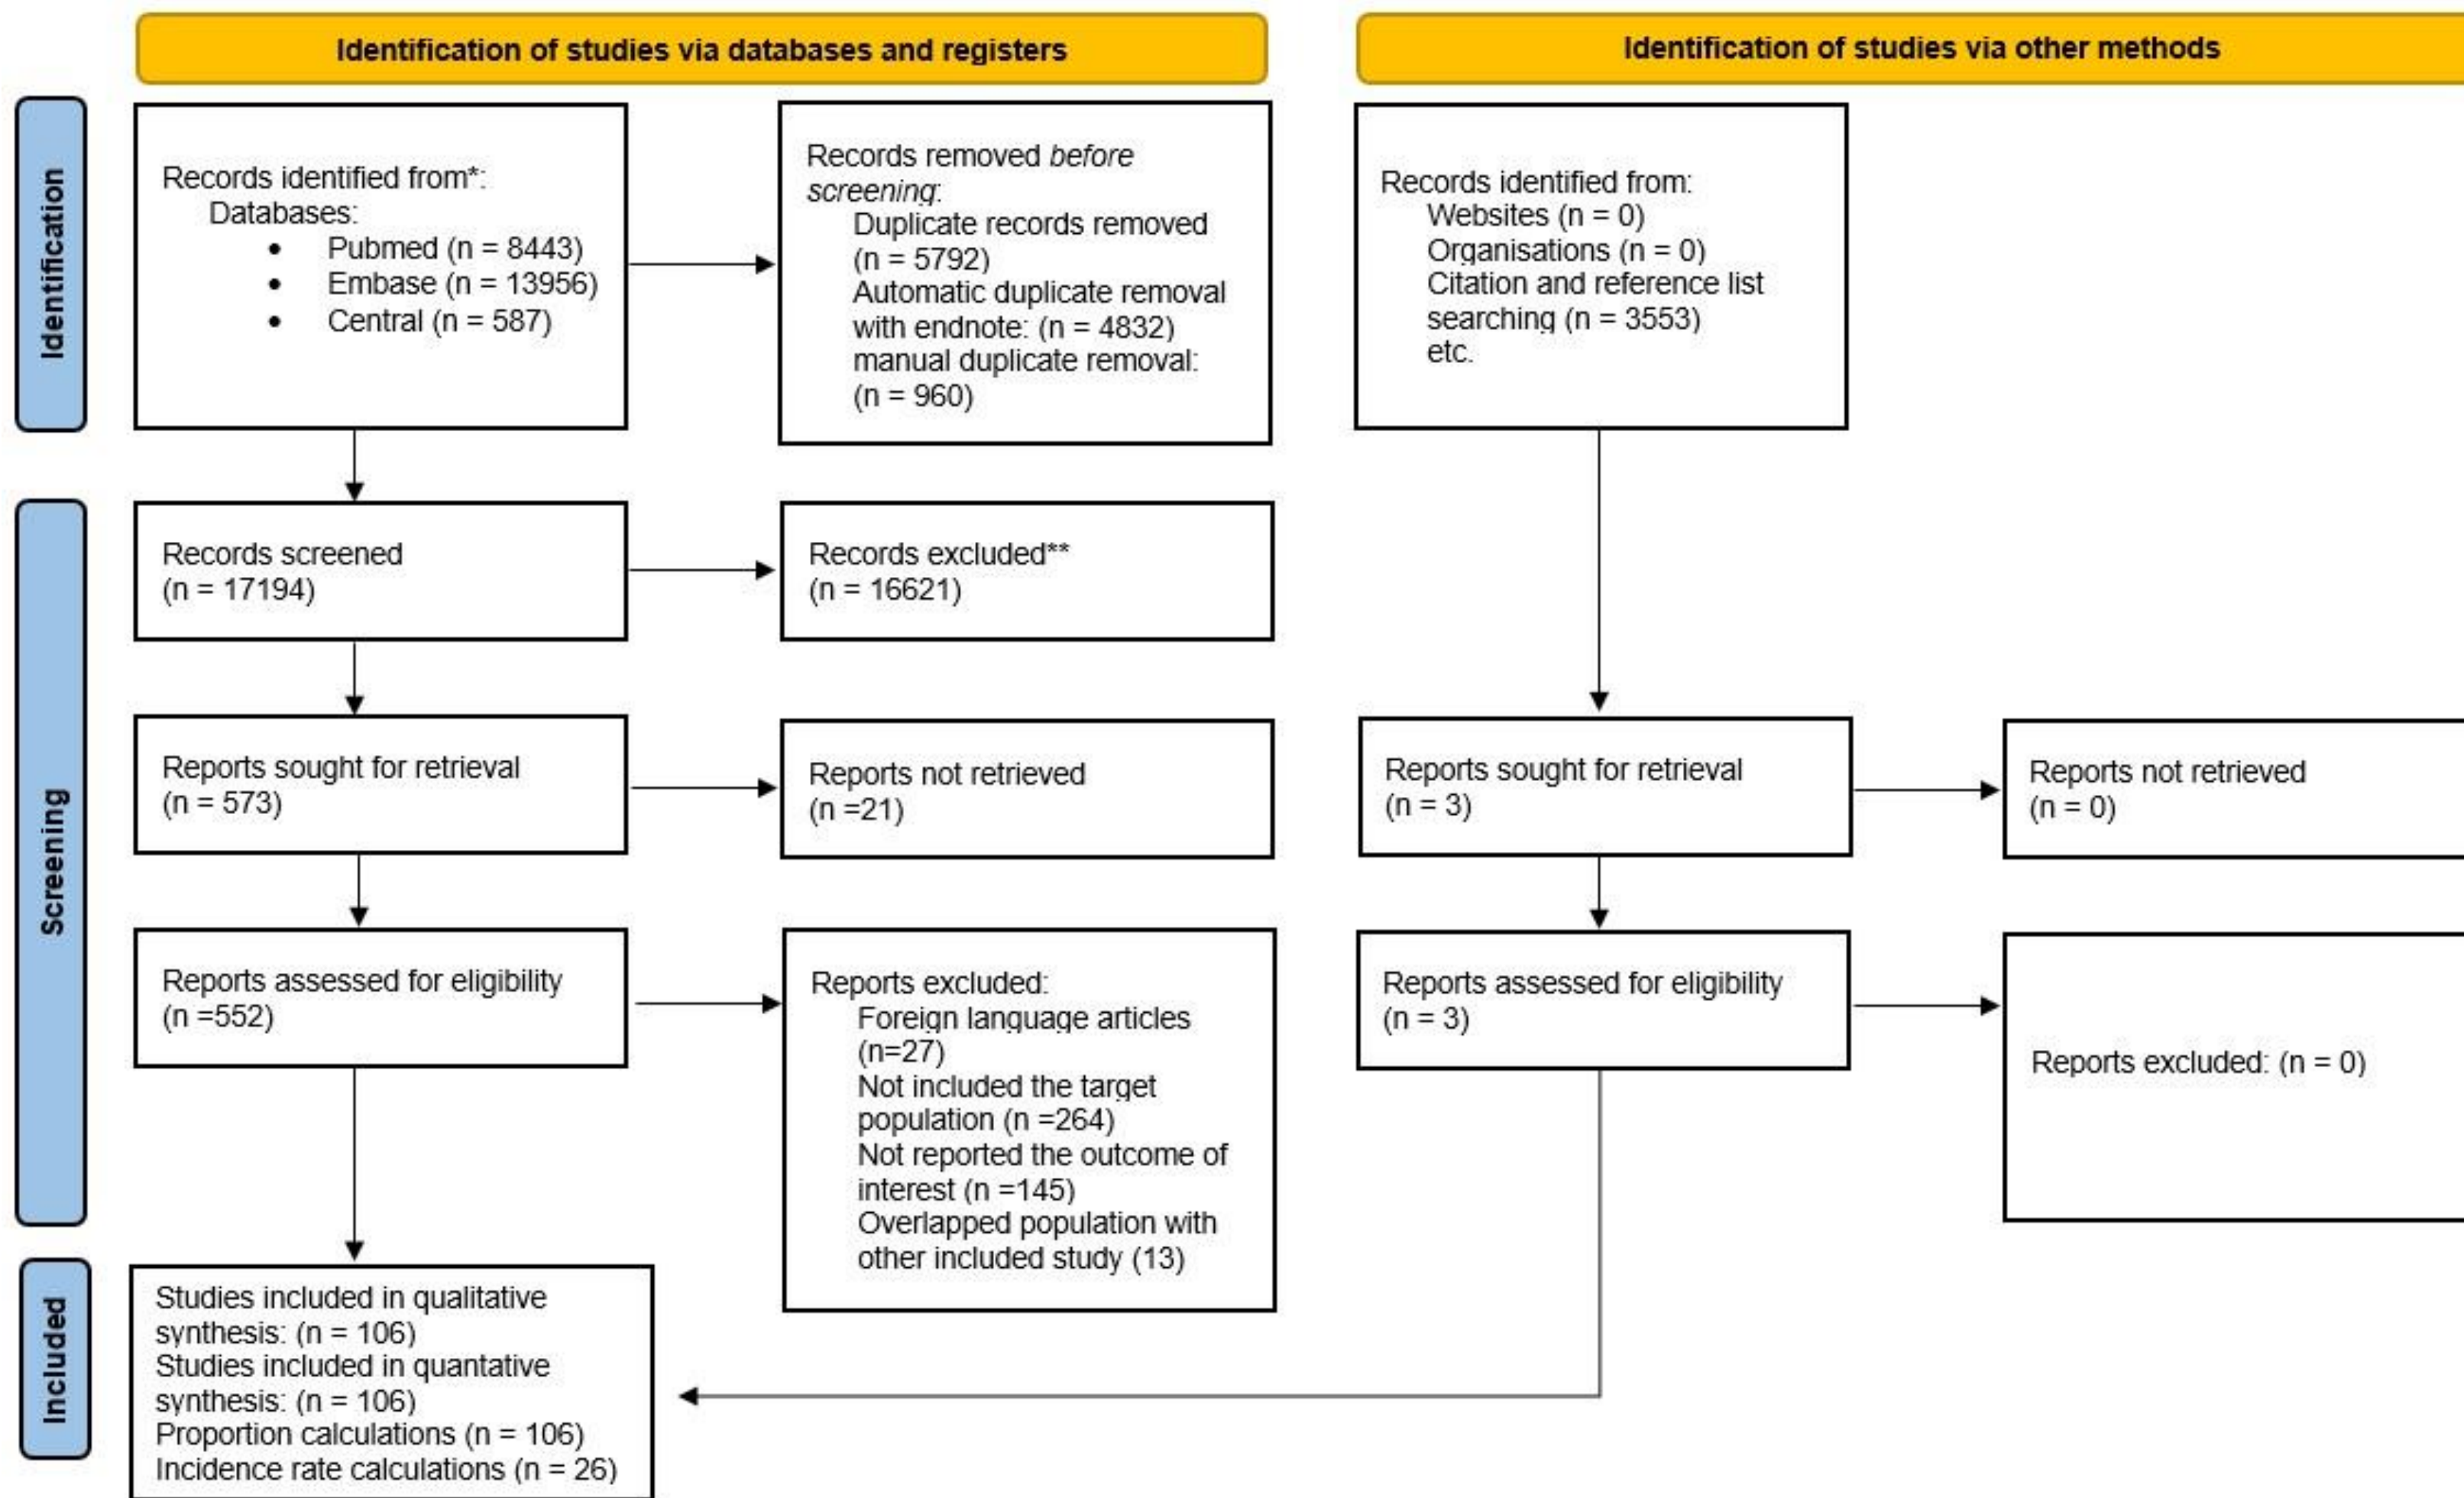 Identification of studies via databases and registers
Identification of studies via other methods
Identification
Records identified from*:
Databases:
• Pubmed (n = 8443)
• Embase (n = 13956)
• Central (n = 587)
Records removed before
screening:
Duplicate records removed
(n = 5792)
Automatic duplicate removal
with endnote: (n = 4832)
manual duplicate removal:
(n = 960)
Records identified from:
Websites (n = 0)
Organisations (n = 0)
Citation and reference list
searching (n = 3553)
etc.
Screening
Records screened
(n = 17194)
Records excluded**
(n = 16621)
Reports sought for retrieval
(n = 573)
Reports not retrieved
(n =21)
Reports sought for retrieval
(n = 3)
Reports not retrieved
(n = 0)
Reports assessed for eligibility
(n =552)
Reports excluded:
Foreign language articles
(n=27)
Not included the target
population (n =264)
Not reported the outcome of
interest (n =145)
Overlapped population with
other included study (13)
Reports assessed for eligibility
(n = 3)
Reports excluded: (n = 0)
Included
Studies included in qualitative
synthesis: (n = 106)
Studies included in quantative
synthesis: (n = 106)
Proportion calculations (n = 106)
Incidence rate calculations (n = 26)